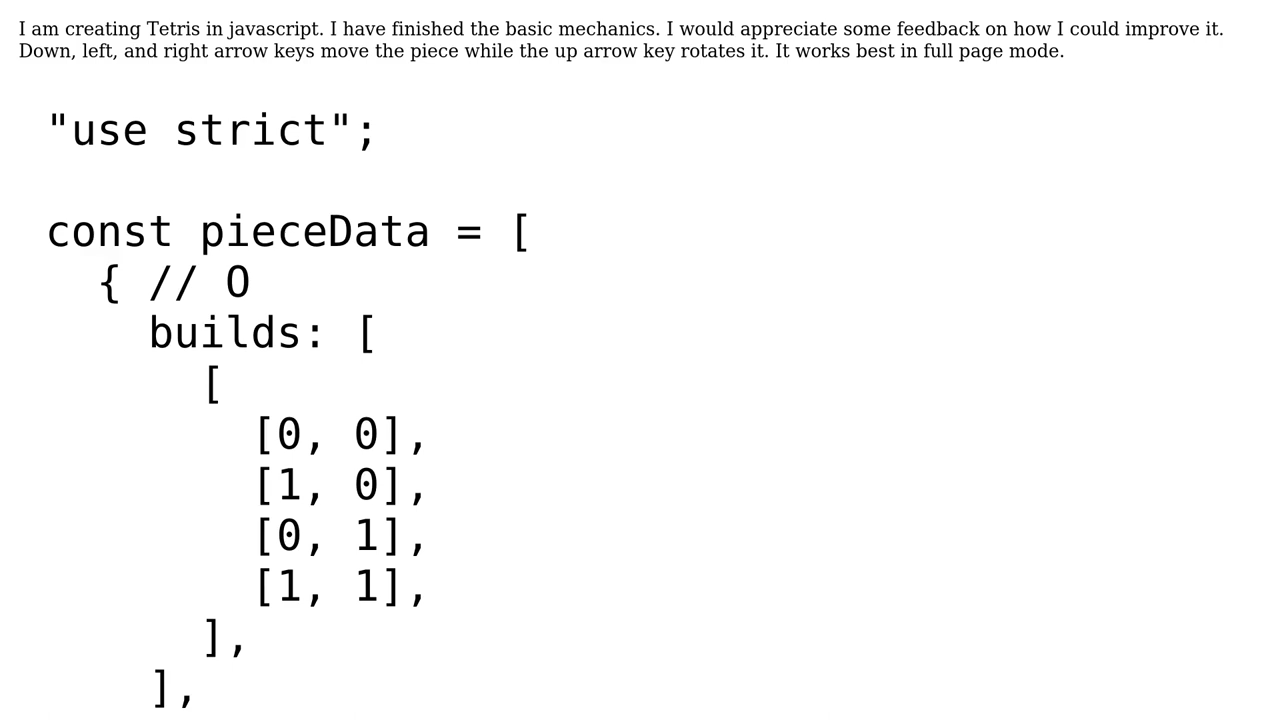 I am creating Tetris in javascript. I have finished the basic mechanics. I would appreciate some feedback on how I could improve it.
Down, left, and right arrow keys move the piece while the up arrow key rotates it. It works best in full page mode.
"use strict";
const pieceData = [
  { // O
    builds: [
      [
        [0, 0],
        [1, 0],
        [0, 1],
        [1, 1],
      ],
    ],